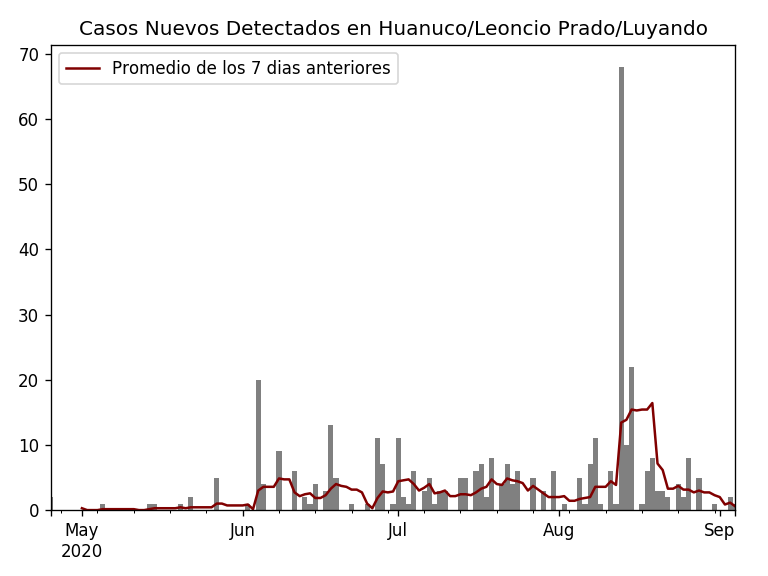 Casos Nuevos Detectados en Huanuco/Leoncio Prado/Luyando
Promedio de los 7 dias anteriores
70
60
50
40
30
20
10
0
May
2020
Jun
Jul
Aug
Sep